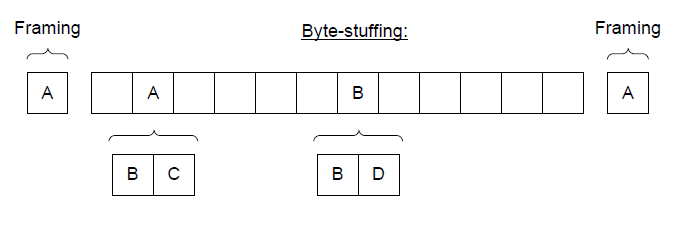 Framing Byte-stuffing: Framing
A A B A
B C B D